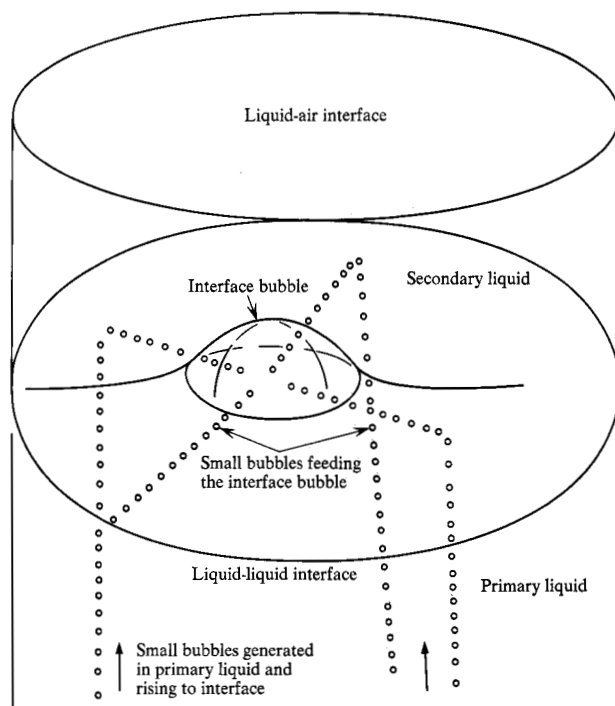 Liquid-air interface
Interface bubble
Secondary liquid
Small bubbles feeding
the interface bubble
Liquid-liquid interface
Primary liquid
Small bubbles generated
in primary liquid and
rising to interface